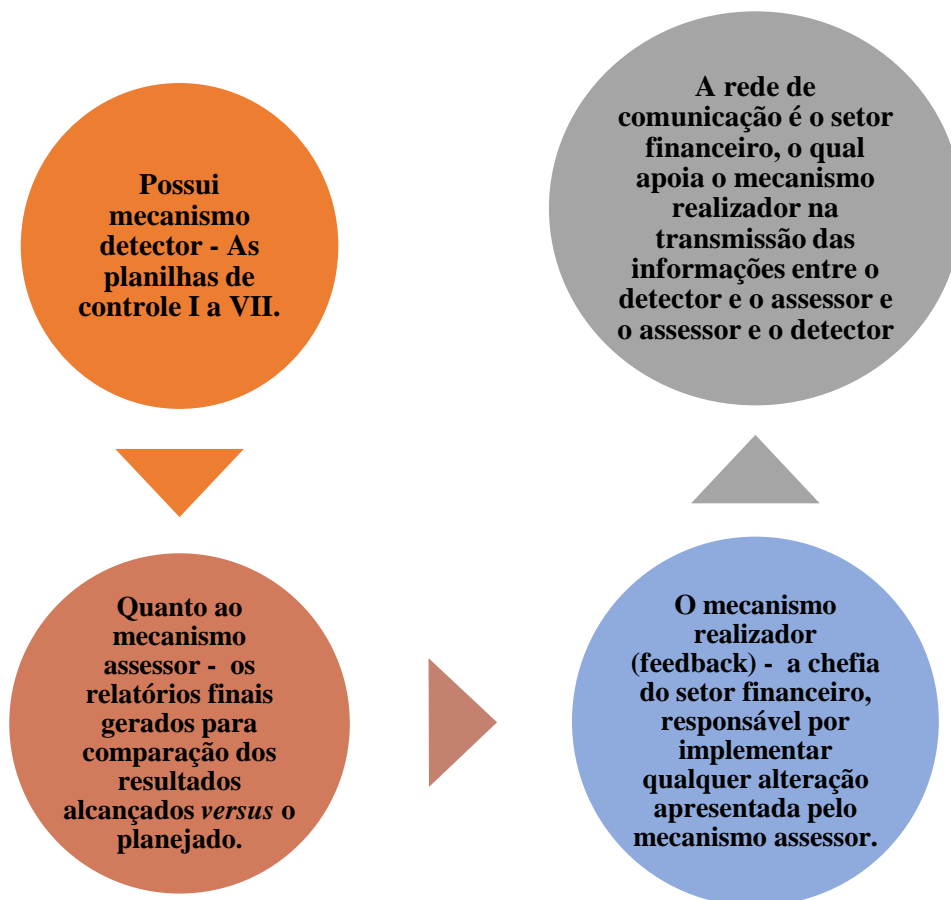 Possui
mecanismo
detector - As
planilhas de
controle I a VII.
Quanto ao
mecanismo
assessor - os
relatórios finais
gerados para
comparação dos
resultados
alcançados versus o
planejado.
O mecanismo
realizador
(feedback) - a chefia
do setor financeiro,
responsável por
implementar
qualquer alteração
apresentada pelo
mecanismo assessor.
A rede de
comunicação é o setor
financeiro, o qual
apoia o mecanismo
realizador na
transmissão das
informações entre o
detector e o assessor e
o assessor e o detector